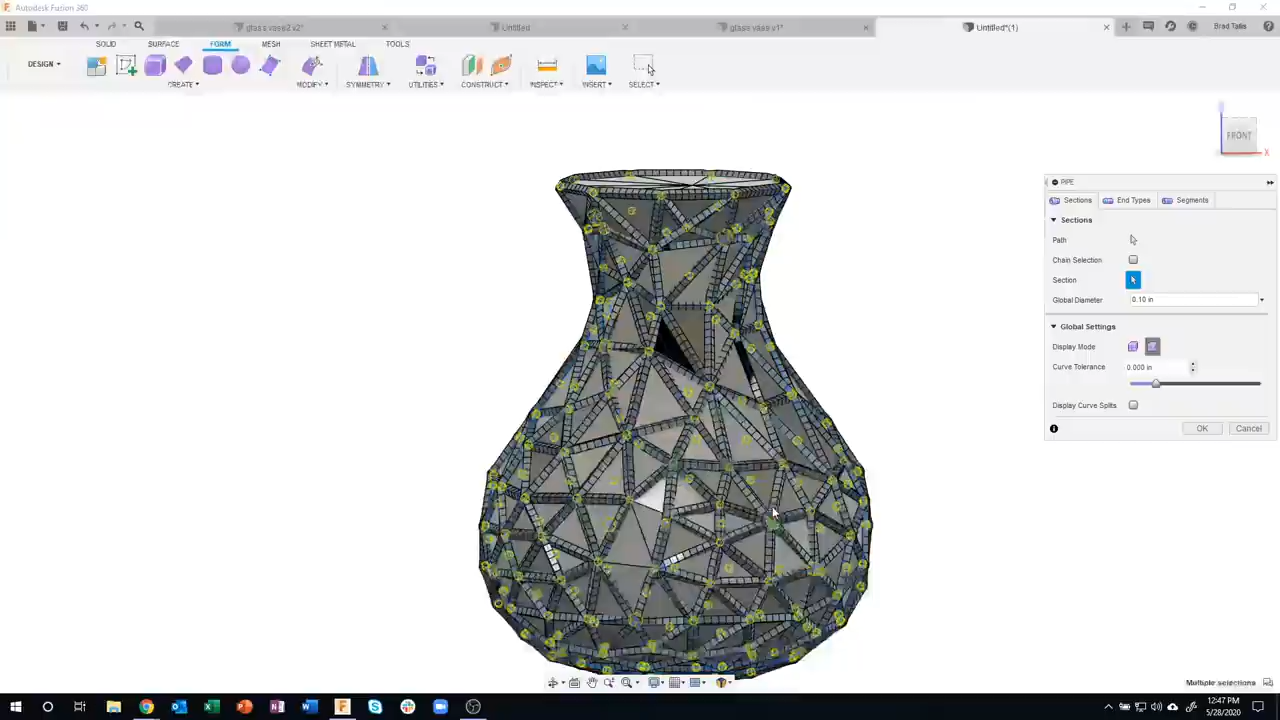 Autodesk Fusion 360
glass vase2 v2*
Untitled
glass vase v1*
Untitled*(1)
Brad Tallis
SOLID
SURFACE
FORM
MESH
SHEET METAL
TOOLS
DESIGN
CREATE
MODIFY
SYMMETRY
UTILITIES
CONSTRUCT
INSPECT
INSERT
SELECT
FRONT
X
PIPE
Sections
End Types
Segments
Sections
Path
Chain Selection
Section
Global Diameter
0.10 in
Global Settings
Display Mode
Curve Tolerance
0.000 in
Display Curve Splits
OK
Cancel
Multiple selections
12:47 PM
5/28/2020